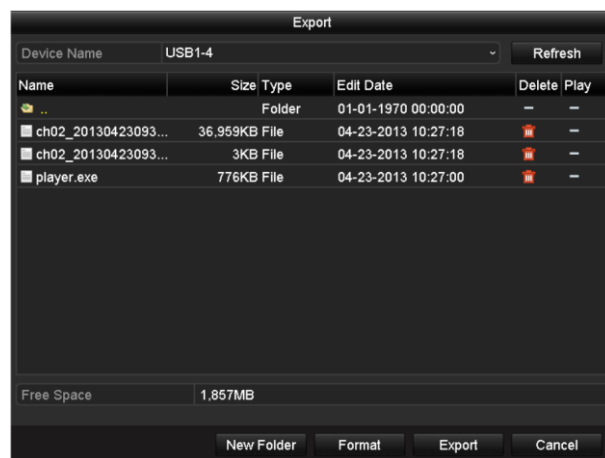 Export
Device Name USB1-4 Refresh
Name Size Type Edit Date Delete Play
.. Folder 01-01-1970 00:00:00 – –
ch02_20130423093... 36,959KB File 04-23-2013 10:27:18 –
ch02_20130423093... 3KB File 04-23-2013 10:27:18 –
player.exe 776KB File 04-23-2013 10:27:00 –
Free Space 1,857MB
New Folder Format Export Cancel